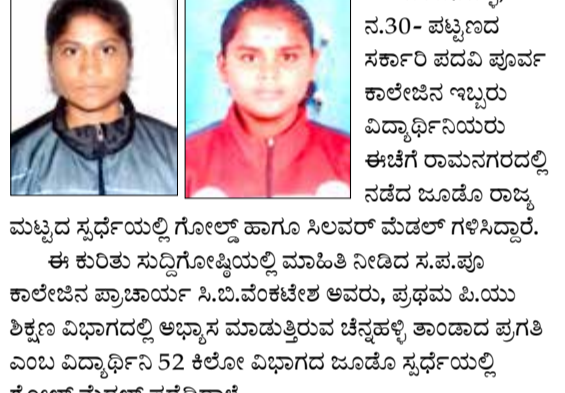 ನ.30- ಪಟ್ಟಣದ
ಸರ್ಕಾರಿ ಪದವಿ ಪೂರ್ವ
ಕಾಲೇಜಿನ ಇಬ್ಬರು
ವಿದ್ಯಾರ್ಥಿನಿಯರು
ಈಚೆಗೆ ರಾಮನಗರದಲ್ಲಿ
ನಡೆದ ಜೂಡೊ ರಾಜ್ಯ
ಮಟ್ಟದ ಸ್ಪರ್ಧೆಯಲ್ಲಿ ಗೋಲ್ಡ್ ಹಾಗೂ ಸಿಲವರ್ ಮೆಡಲ್ ಗಳಿಸಿದ್ದಾರೆ.
ಈ ಕುರಿತು ಸುದ್ದಿಗೋಷ್ಠಿಯಲ್ಲಿ ಮಾಹಿತಿ ನೀಡಿದ ಸ.ಪ.ಪೂ
ಕಾಲೇಜಿನ ಪ್ರಾಚಾರ್ಯ ಸಿ.ಬಿ.ವೆಂಕಟೇಶ ಅವರು, ಪ್ರಥಮ ಪಿ.ಯು
ಶಿಕ್ಷಣ ವಿಭಾಗದಲ್ಲಿ ಅಭ್ಯಾಸ ಮಾಡುತ್ತಿರುವ ಚೆನ್ನಹಳ್ಳಿ ತಾಂಡಾದ ಪ್ರಗತಿ
ಎಂಬ ವಿದ್ಯಾರ್ಥಿನಿ 52 ಕಿಲೋ ವಿಭಾಗದ ಜೂಡೊ ಸ್ಪರ್ಧೆಯಲ್ಲಿ